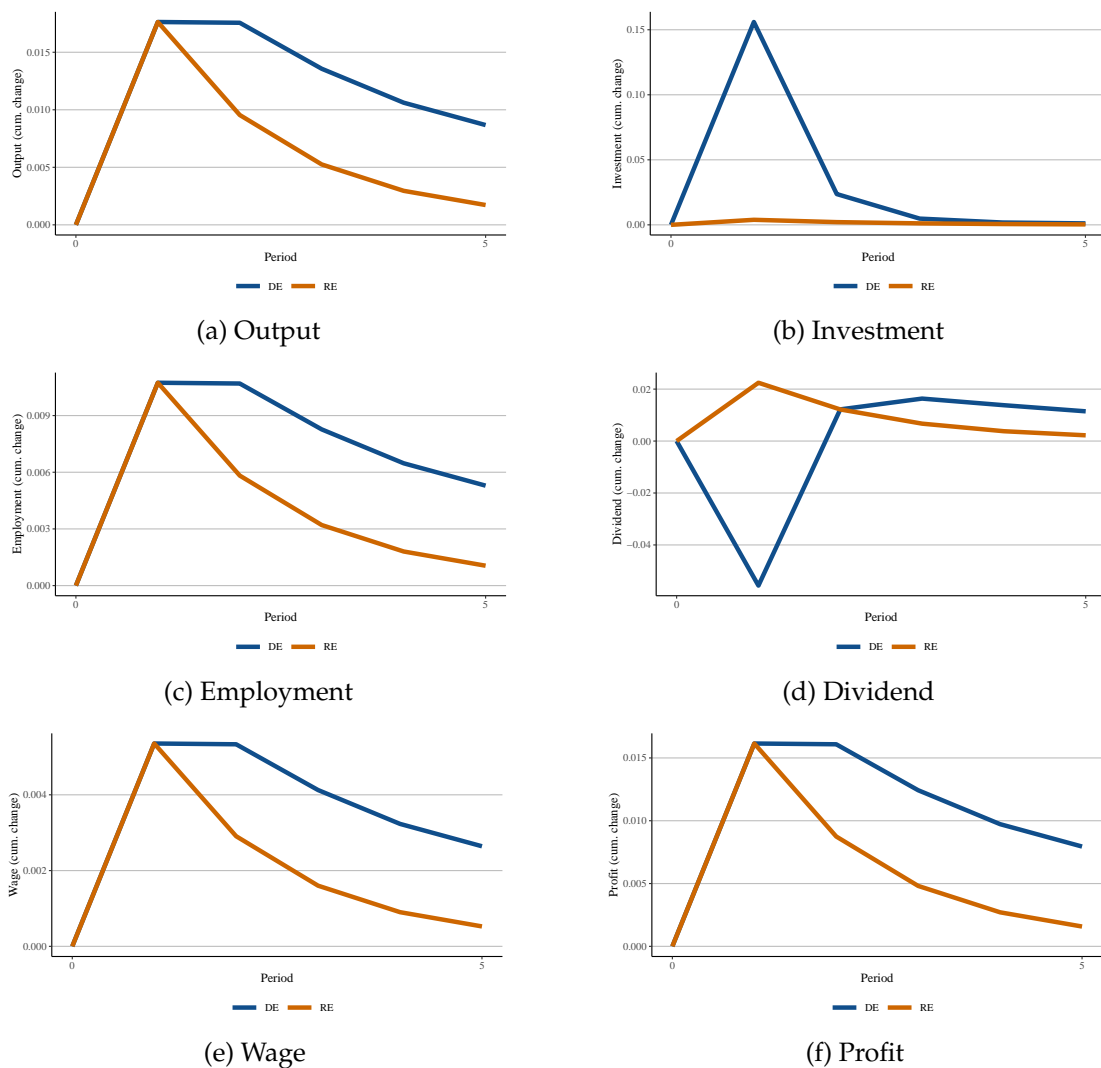 Output (cum. change)
0.015
0.010
0.005
0.000
0
5
Period
DE RE
(a) Output
Investment (cum. change)
0.15
0.10
0.05
0.00
0
5
Period
DE RE
(b) Investment
Employment (cum. change)
0.009
0.006
0.003
0.000
0
5
Period
DE RE
(c) Employment
Dividend (cum. change)
0.02
0.00
−0.02
−0.04
0
5
Period
DE RE
(d) Dividend
Wage (cum. change)
0.004
0.002
0.000
0
5
Period
DE RE
(e) Wage
Profit (cum. change)
0.015
0.010
0.005
0.000
0
5
Period
DE RE
(f) Profit